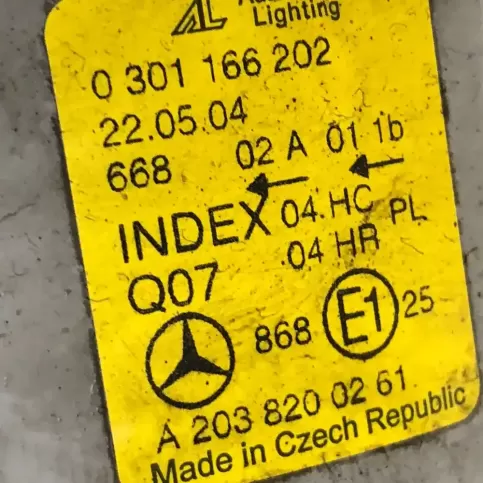 AL
Lighting
0 301 166 202
22.05.04
668 02 A 01 1b
INDEX 04 HC PL
Q07 04 HR
868 E1 25
A 203 820 02 61
Made in Czech Republic